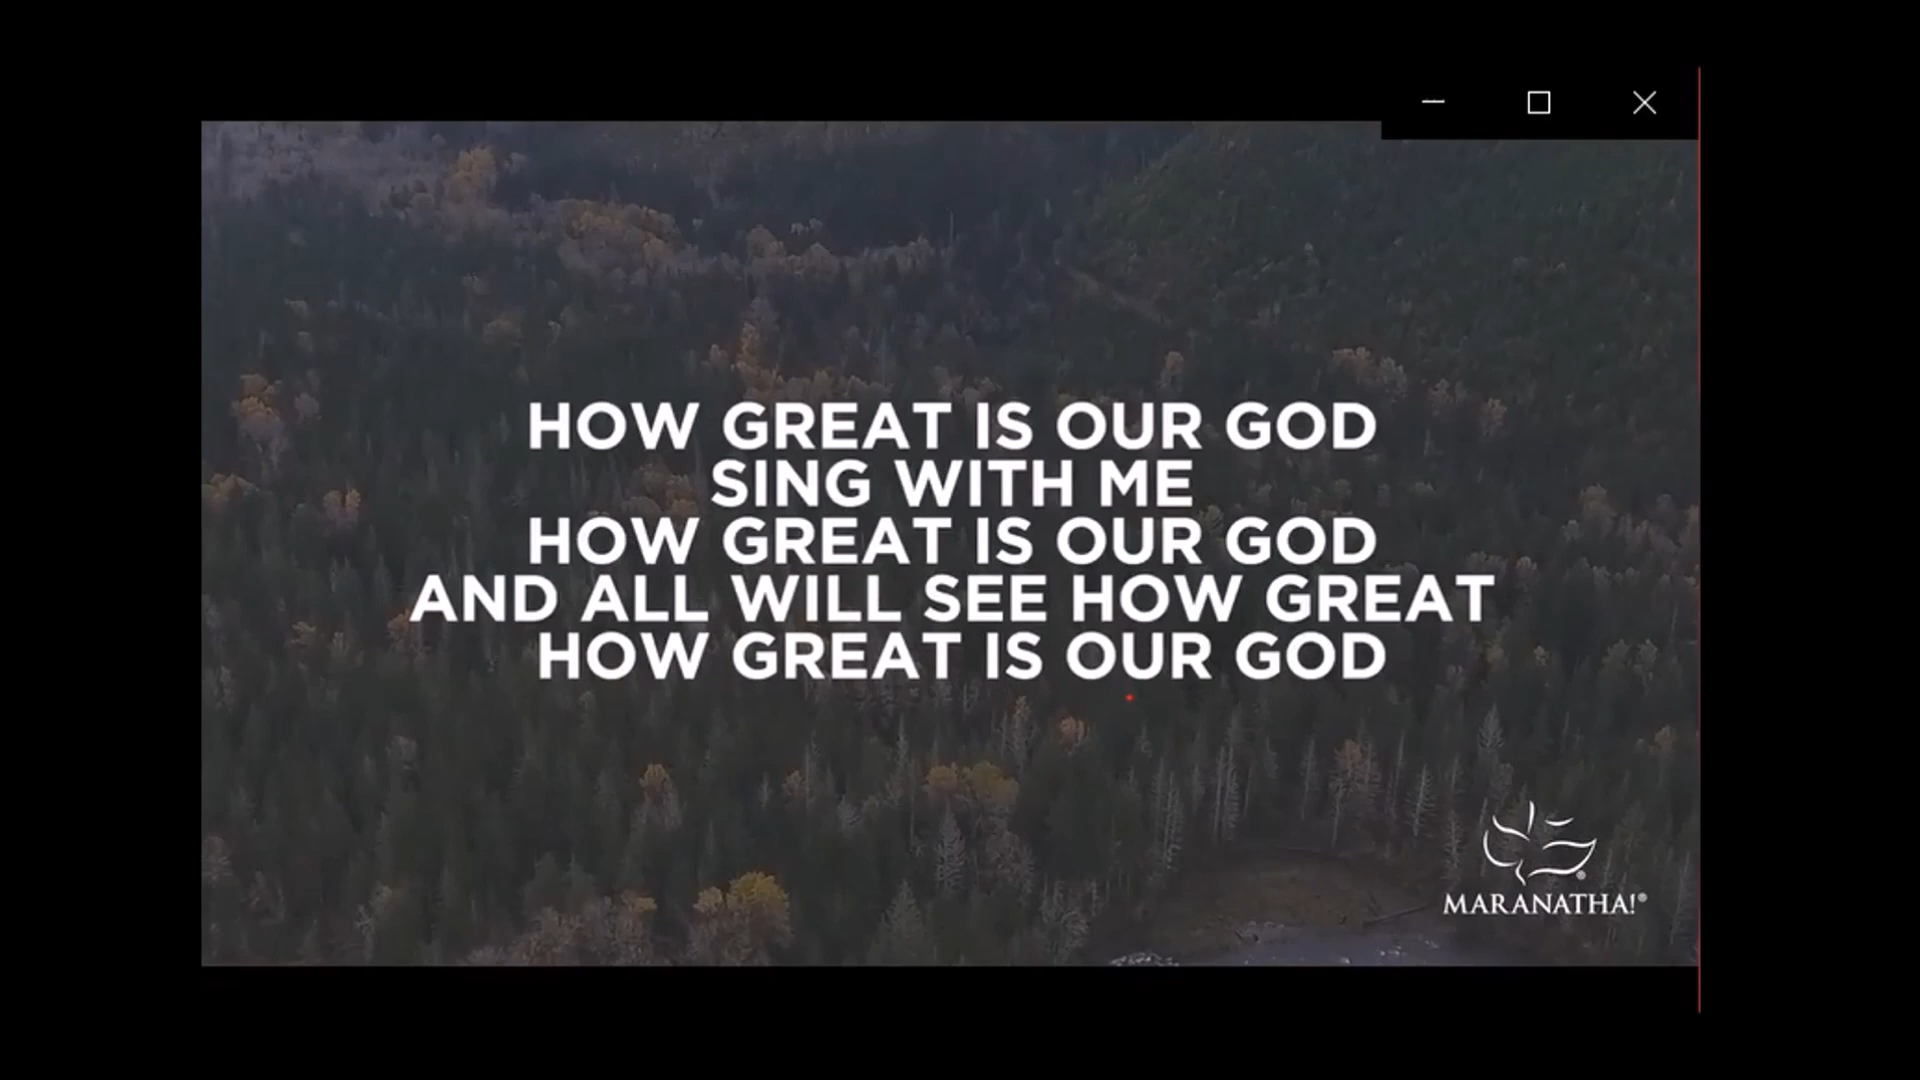 HOW GREAT IS OUR GOD
SING WITH ME
HOW GREAT IS OUR GOD
AND ALL WILL SEE HOW GREAT
HOW GREAT IS OUR GOD
MARANATHA!®